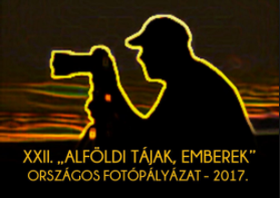 XXII. „ALFÖLDI TÁJAK, EMBEREK”
ORSZÁGOS FOTÓPÁLYÁZAT - 2017.